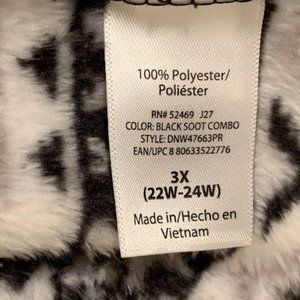 100% Polyester/
Poliéster
RN# 52469 J27
COLOR: BLACK SOOT COMBO
STYLE: DNW47663PR
EAN/UPC 8 80633522776
3X
(22W-24W)
Made in/Hecho en
Vietnam